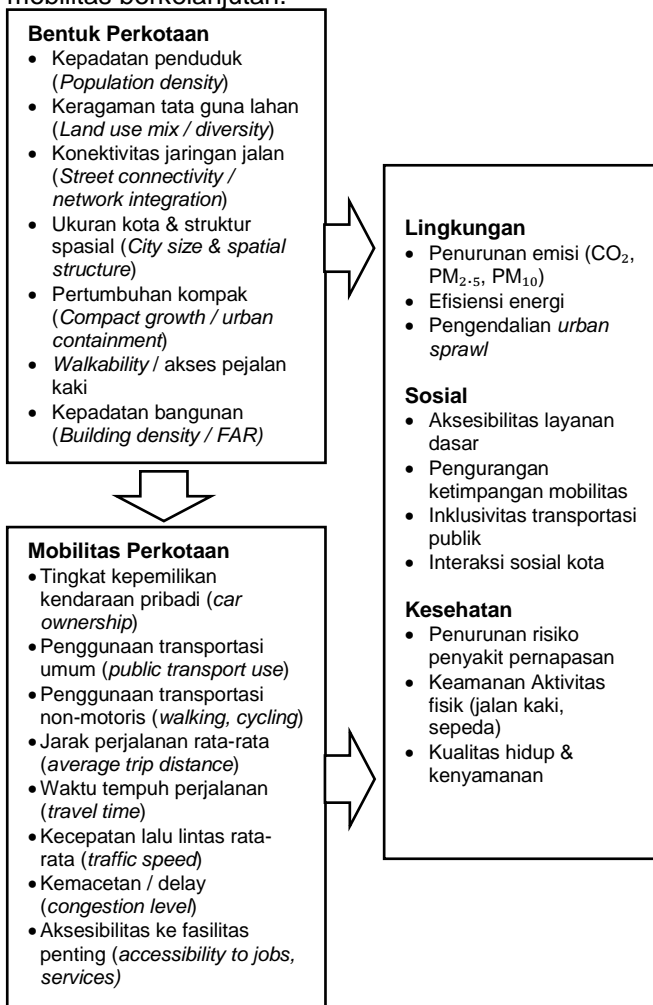 mobilitas berkelanjutan.
Bentuk Perkotaan
• Kepadatan penduduk
(Population density)
• Keragaman tata guna lahan
(Land use mix / diversity)
• Konektivitas jaringan jalan
(Street connectivity /
network integration)
• Ukuran kota & struktur
spasial (City size & spatial
structure)
• Pertumbuhan kompak
(Compact growth / urban
containment)
• Walkability / akses pejalan
kaki
• Kepadatan bangunan
(Building density / FAR)
Mobilitas Perkotaan
• Tingkat kepemilikan
kendaraan pribadi (car
ownership)
• Penggunaan transportasi
umum (public transport use)
• Penggunaan transportasi
non-motoris (walking, cycling)
• Jarak perjalanan rata-rata
(average trip distance)
• Waktu tempuh perjalanan
(travel time)
• Kecepatan lalu lintas rata-
rata (traffic speed)
• Kemacetan / delay
(congestion level)
• Aksesibilitas ke fasilitas
penting (accessibility to jobs,
services)
Lingkungan
• Penurunan emisi (CO₂,
PM₂.₅, PM₁₀)
• Efisiensi energi
• Pengendalian urban
sprawl
Sosial
• Aksesibilitas layanan
dasar
• Pengurangan
ketimpangan mobilitas
• Inklusivitas transportasi
publik
• Interaksi sosial kota
Kesehatan
• Penurunan risiko
penyakit pernapasan
• Keamanan Aktivitas
fisik (jalan kaki,
sepeda)
• Kualitas hidup &
kenyamanan